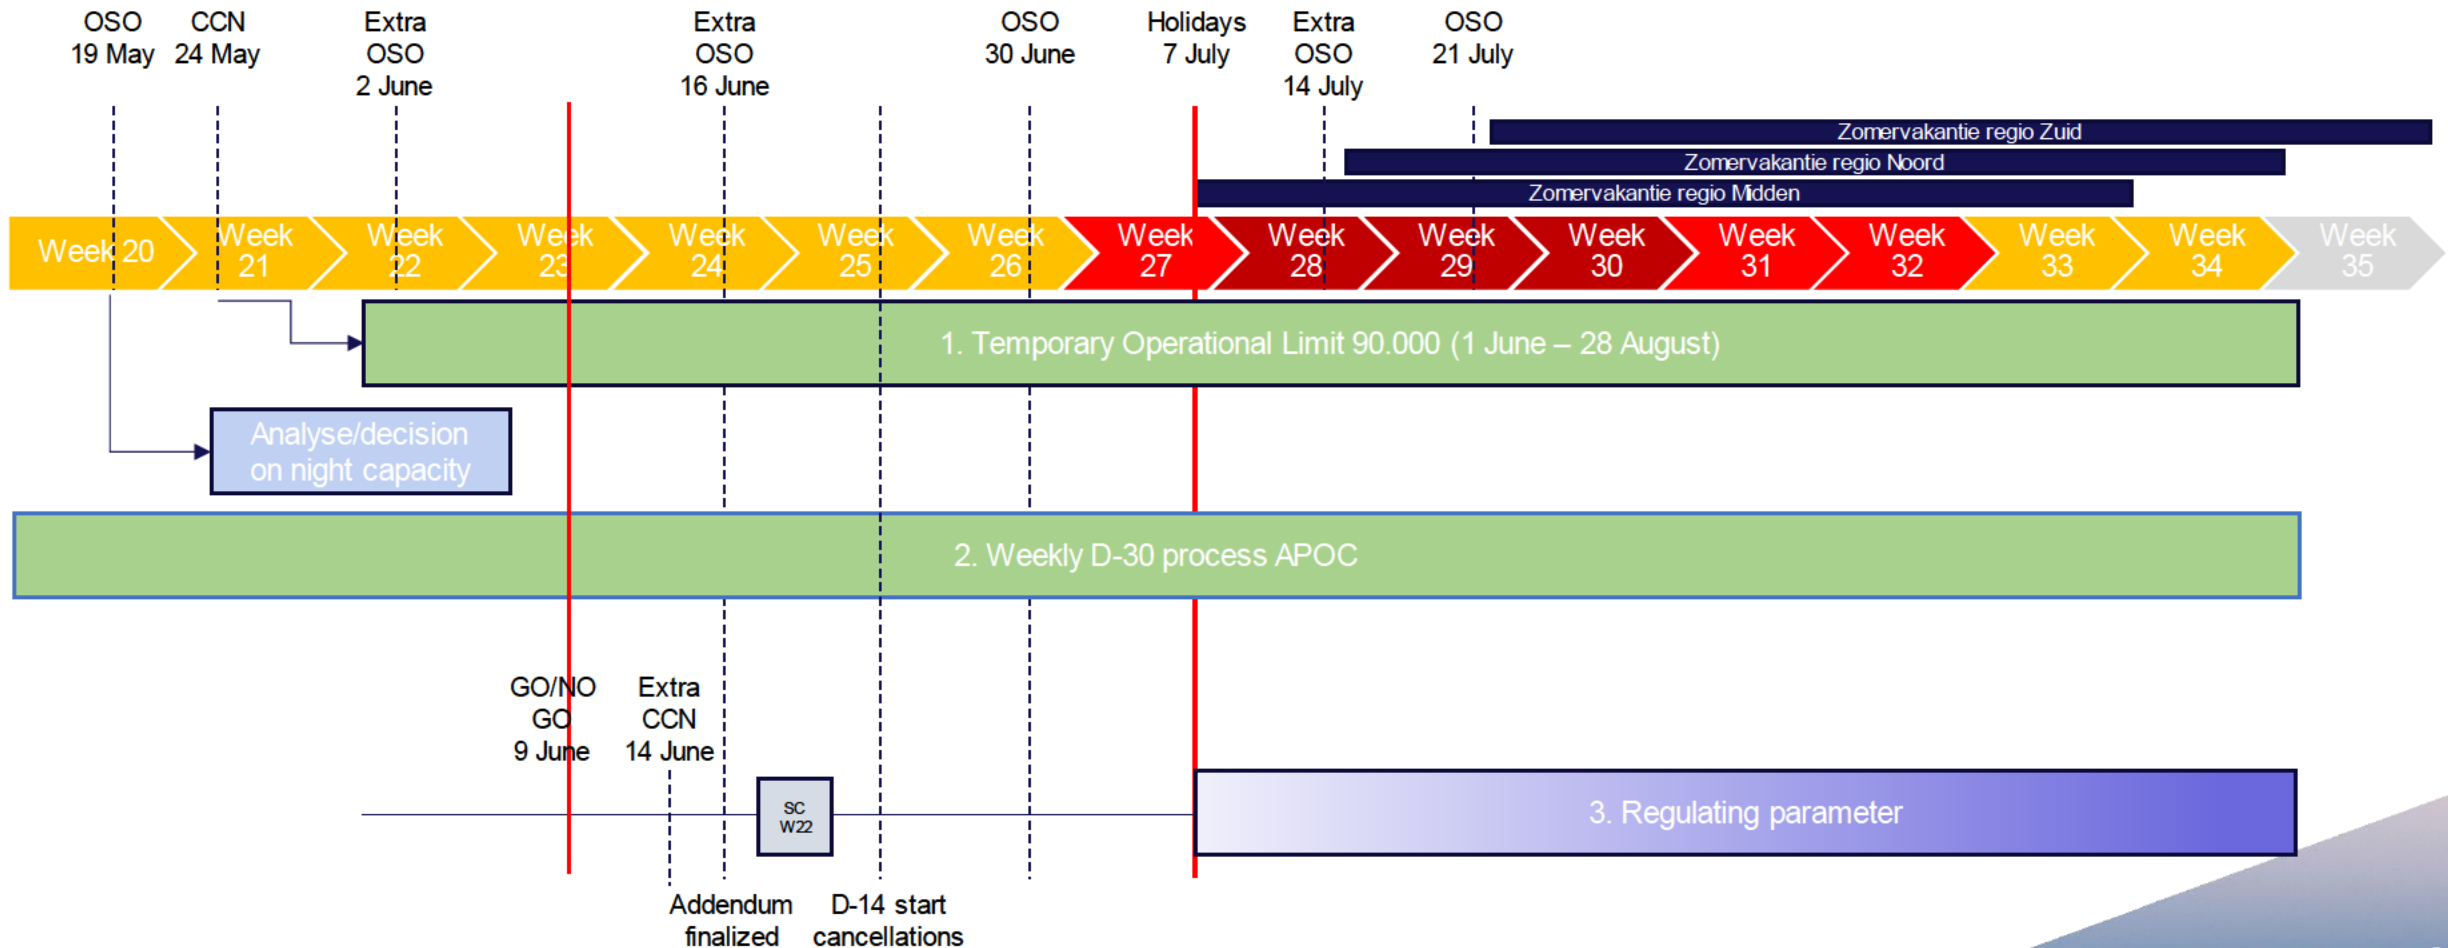 OSO
19 May
CCN
24 May
Extra
OSO
2 June
Extra
OSO
16 June
OSO
30 June
Holidays
7 July
Extra
OSO
14 July
OSO
21 July
Zomervakantie regio Zuid
Zomervakantie regio Noord
Zomervakantie regio Midden
Week 20
Week
21
Week
22
Week
23
Week
24
Week
25
Week
26
Week
27
Week
28
Week
29
Week
30
Week
31
Week
32
Week
33
Week
34
Week
35
1. Temporary Operational Limit 90.000 (1 June – 28 August)
Analyse/decision
on night capacity
2. Weekly D-30 process APOC
GO/NO
GO
9 June
Extra
CCN
14 June
SC
W22
3. Regulating parameter
Addendum
finalized
D-14 start
cancellations